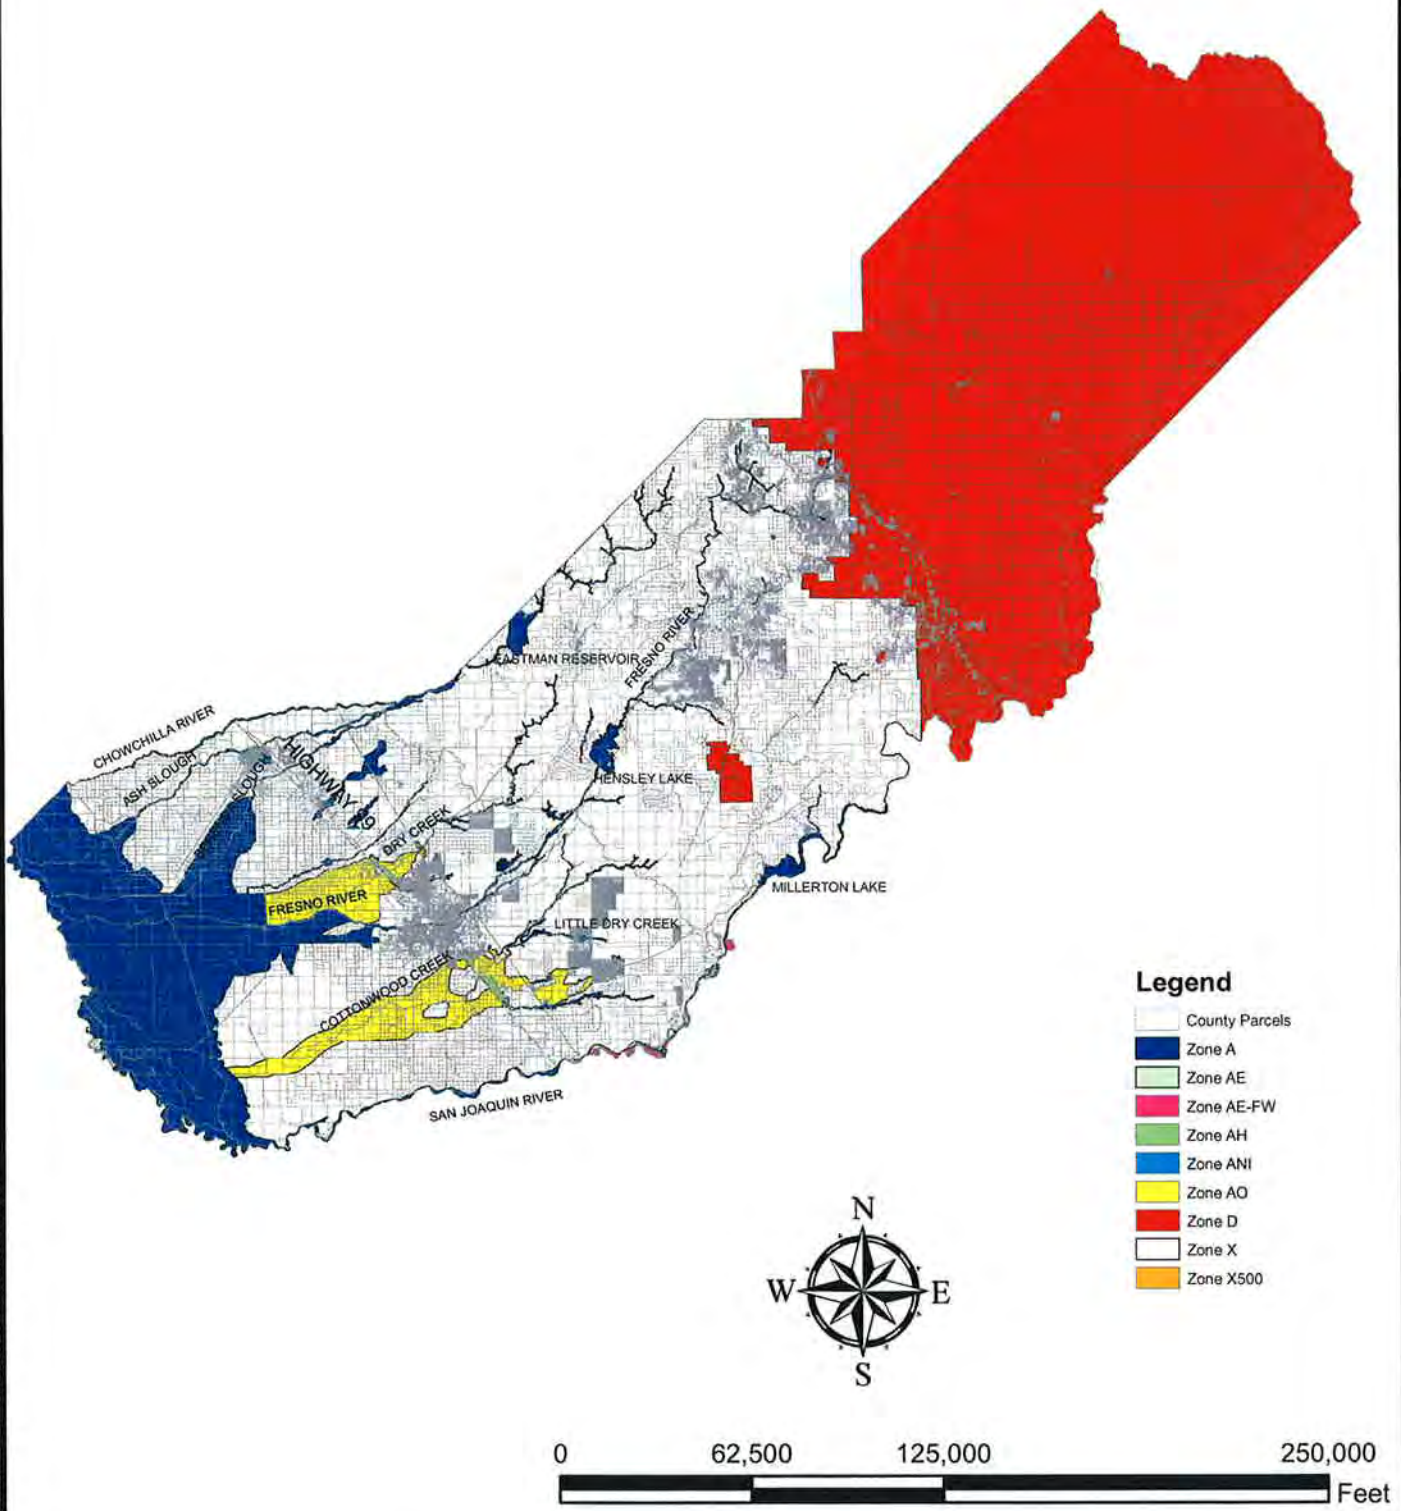 EASTMAN RESERVOIR
FRESNO RIVER
CHOWCHILLA RIVER
ASH SLOUGH
SLOUGH
HIGHWAY 99
HENSLEY LAKE
DRY CREEK
MILLERTON LAKE
FRESNO RIVER
LITTLE DRY CREEK
COTTONWOOD CREEK
SAN JOAQUIN RIVER
Legend
County Parcels
Zone A
Zone AE
Zone AE-FW
Zone AH
Zone ANI
Zone AO
Zone D
Zone X
Zone X500
N
W E
S
0 62,500 125,000 250,000
Feet